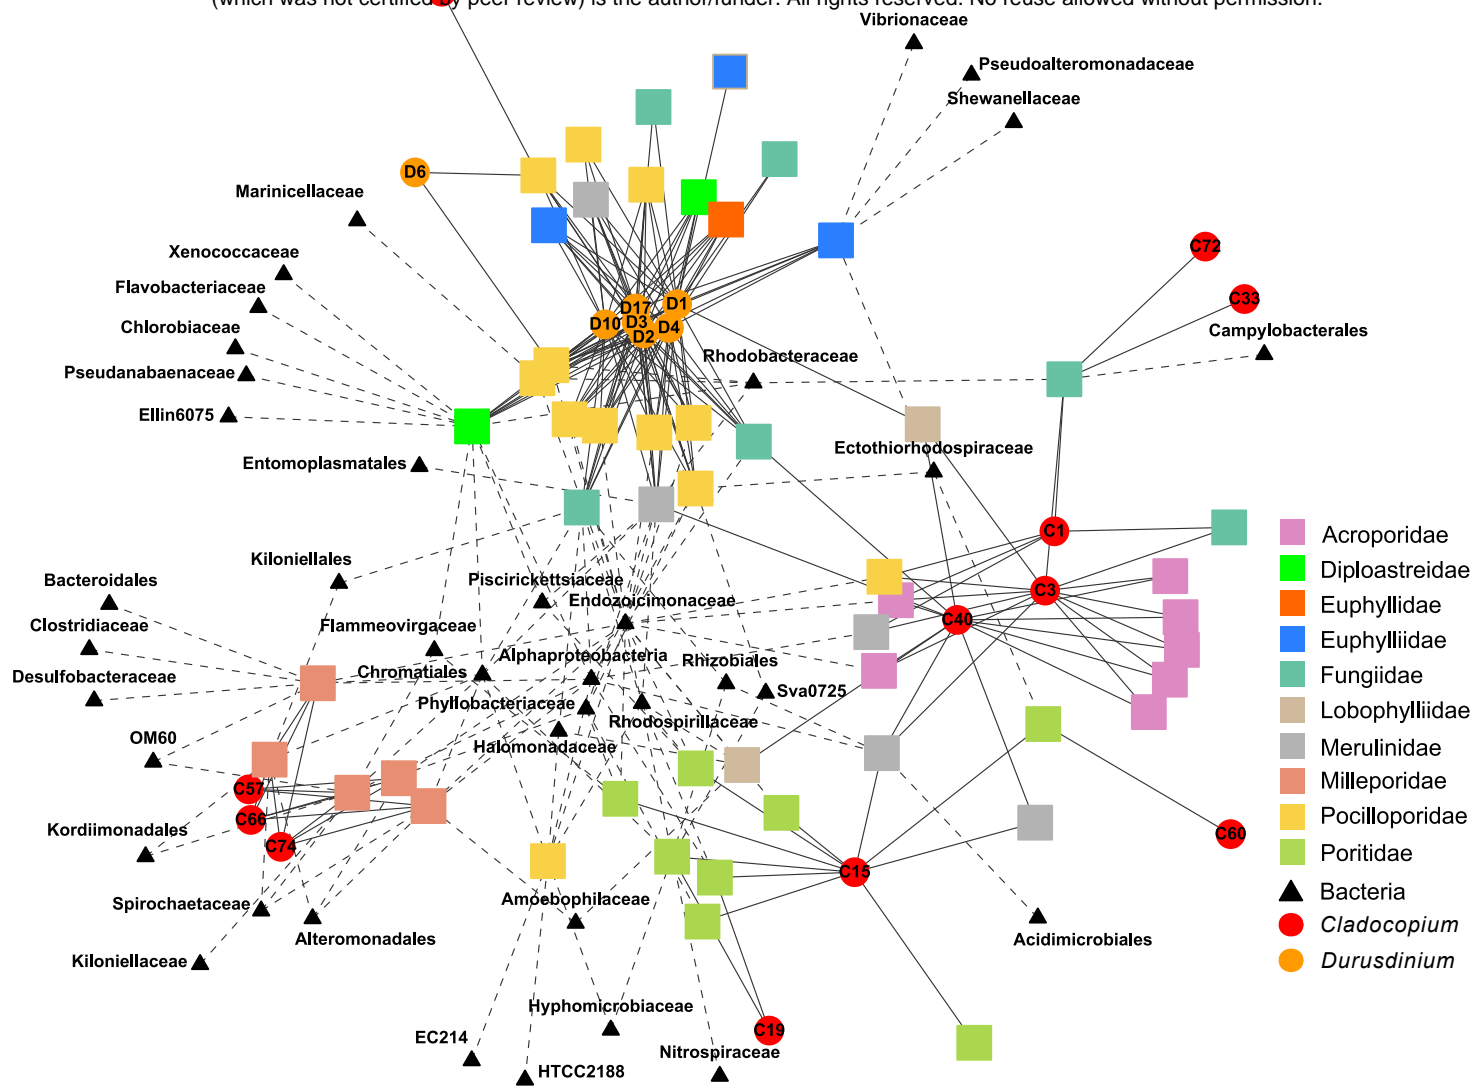 (which was not certified by peer review) is the author/funder. All rights reserved. No reuse allowed without permission.
Vibrionaceae
Pseudoalteromonadaceae
Shewanellaceae
D6
Marinicellaceae
Xenococcaceae
Flavobacteriaceae
Chlorobiaceae
Pseudanabaenaceae
Ellin6075
Entomoplasmatales
D17
D1
D10
D3
D4
D2
Rhodobacteraceae
C72
C33
Campylobacterales
Ectothiorhodospiraceae
C1
C3
C40
Kiloniellales
Bacteroidales
Clostridiaceae
Desulfobacteraceae
OM60
Piscirickettsiaceae
Endozoicimonaceae
Flammeovirgaceae
Alphaproteobacteria
Chromatiales
Rhizobiales
Sva0725
Phyllobacteriaceae
Rhodospirillaceae
Halomonadaceae
C57
C66
C74
Kordiimonadales
Spirochaetaceae
Alteromonadales
Kiloniellaceae
Amoebophilaceae
C15
C60
Acidimicrobiales
Hyphomicrobiaceae
C19
EC214
HTCC2188
Nitrospiraceae
Acroporidae
Diploastreidae
Euphyllidae
Euphylliidae
Fungiidae
Lobophylliidae
Merulinidae
Milleporidae
Pocilloporidae
Poritidae
Bacteria
Cladocopium
Durusdinium